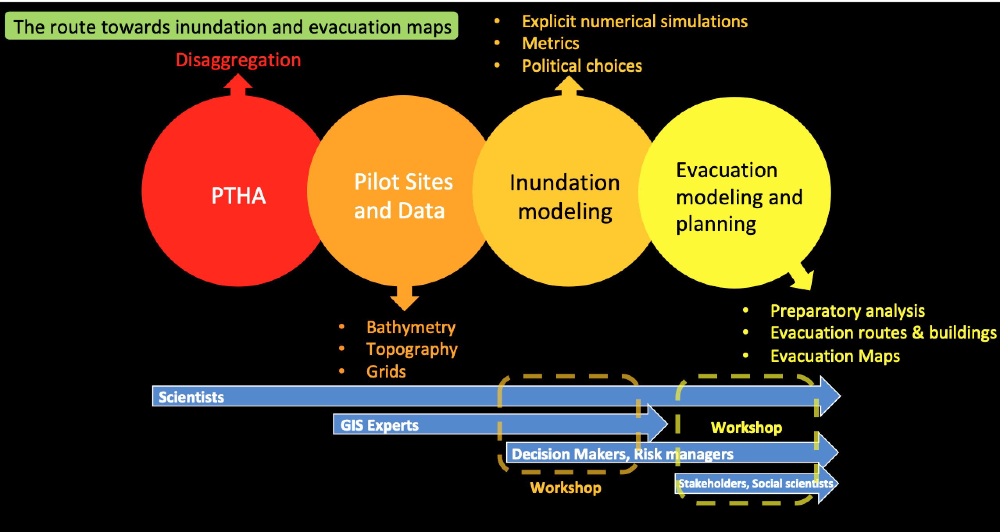 The route towards inundation and evacuation maps
• Explicit numerical simulations
• Metrics
• Political choices
Disaggregation
PTHA
Pilot Sites
and Data
Inundation
modeling
Evacuation
modeling and
planning
• Bathymetry
• Topography
• Grids
• Preparatory analysis
• Evacuation routes & buildings
• Evacuation Maps
Scientists
GIS Experts
Workshop
Decision Makers, Risk managers
Stakeholders, Social scientists
Workshop